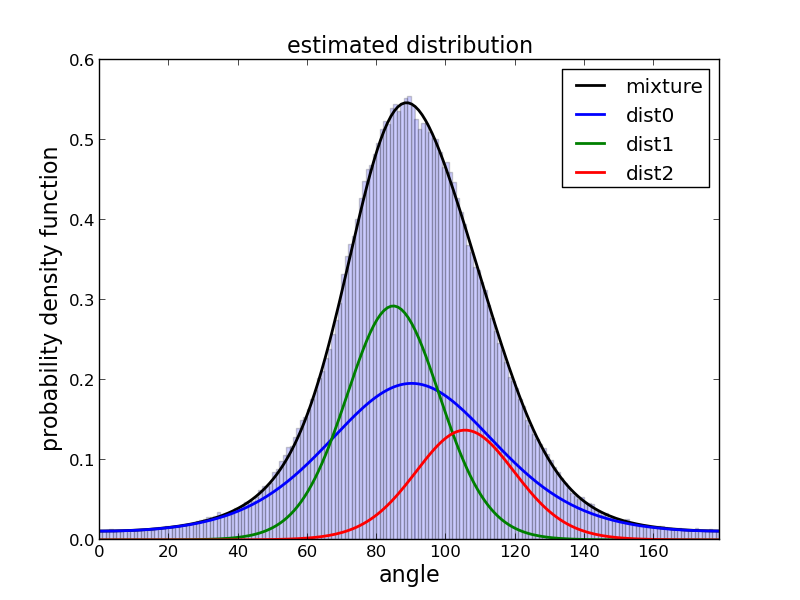 estimated distribution
0.6
0.5
0.4
0.3
0.2
0.1
0.0
probability density function
mixture
dist0
dist1
dist2
0 20 40 60 80 100 120 140 160
angle